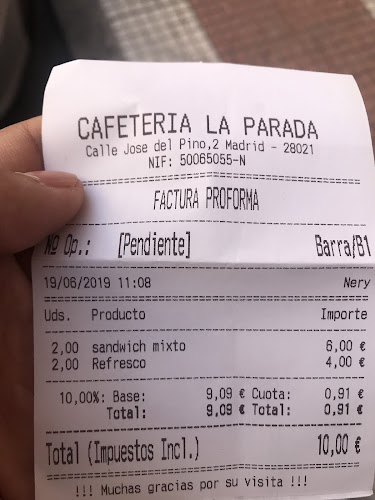 CAFETERIA LA PARADA
Calle Jose del Pino,2 Madrid - 28021
NIF: 50065055-N
FACTURA PROFORMA
Nº Op.: [Pendiente] Barra/B1
19/06/2019 11:08 Nery
Uds. Producto Importe
2,00 sandwich mixto 6,00 €
2,00 Refresco 4,00 €
10,00%: Base: 9,09 € Cuota: 0,91 €
Total: 9,09 € Total: 0,91 €
Total (Impuestos Incl.) 10,00 €
!!! Muchas gracias por su visita !!!